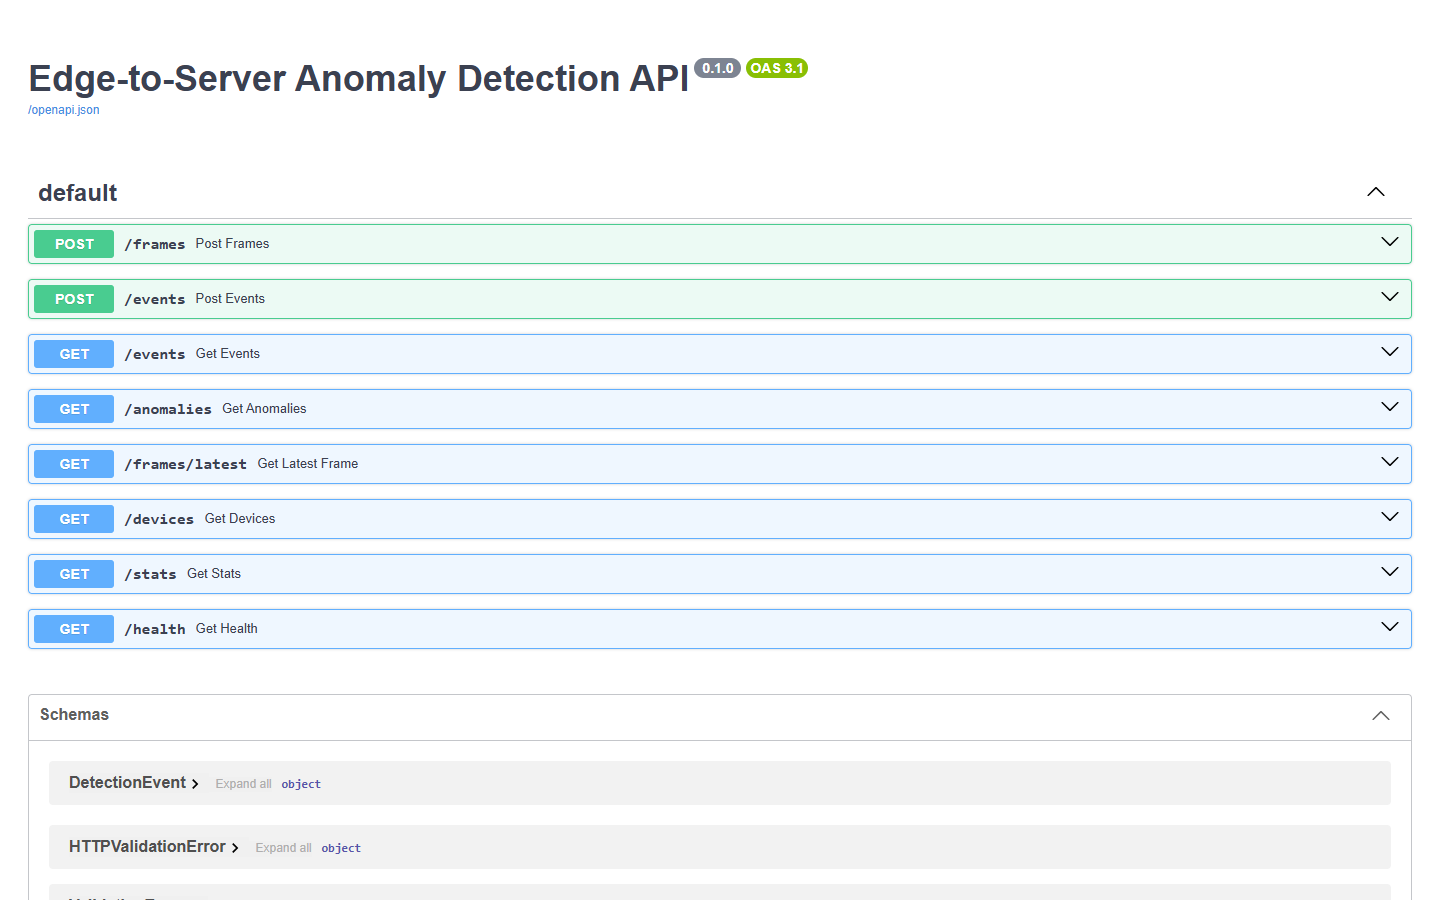 Edge-to-Server Anomaly Detection API 0.1.0 OAS 3.1
/openapi.json
default
POST /frames Post Frames
POST /events Post Events
GET /events Get Events
GET /anomalies Get Anomalies
GET /frames/latest Get Latest Frame
GET /devices Get Devices
GET /stats Get Stats
GET /health Get Health
Schemas
DetectionEvent Expand all object
HTTPValidationError Expand all object